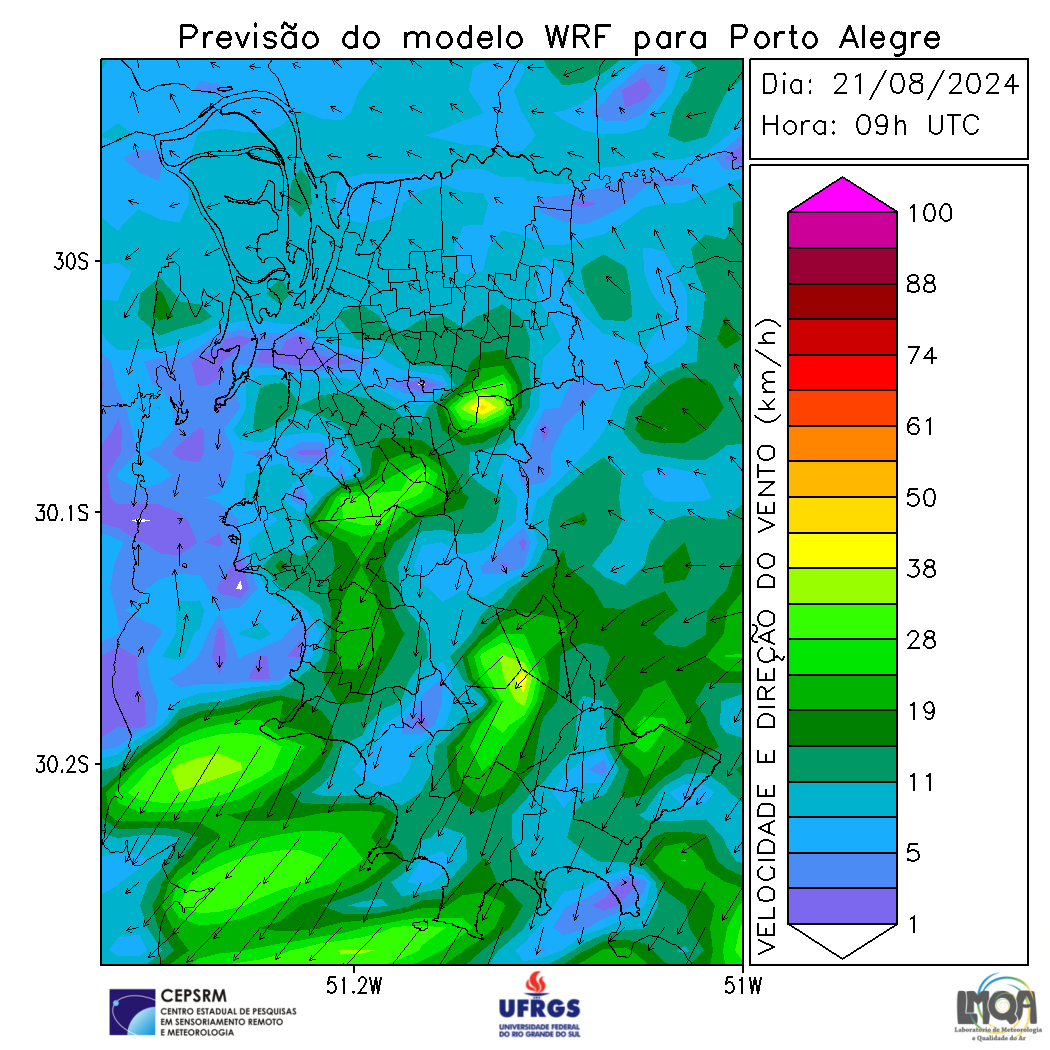 Previsão do modelo WRF para Porto Alegre
Dia: 21/08/2024
Hora: 09h UTC
30S
30.1S
30.2S
51.2W
51W
VELOCIDADE E DIREÇÃO DO VENTO (km/h)
100
88
74
61
50
38
28
19
11
5
1
CEPSRM
CENTRO ESTADUAL DE PESQUISAS
EM SENSORIAMENTO REMOTO
E METEOROLOGIA
UFRGS
UNIVERSIDADE FEDERAL
DO RIO GRANDE DO SUL
LMQA
Laboratório de Meteorologia
e Qualidade do Ar